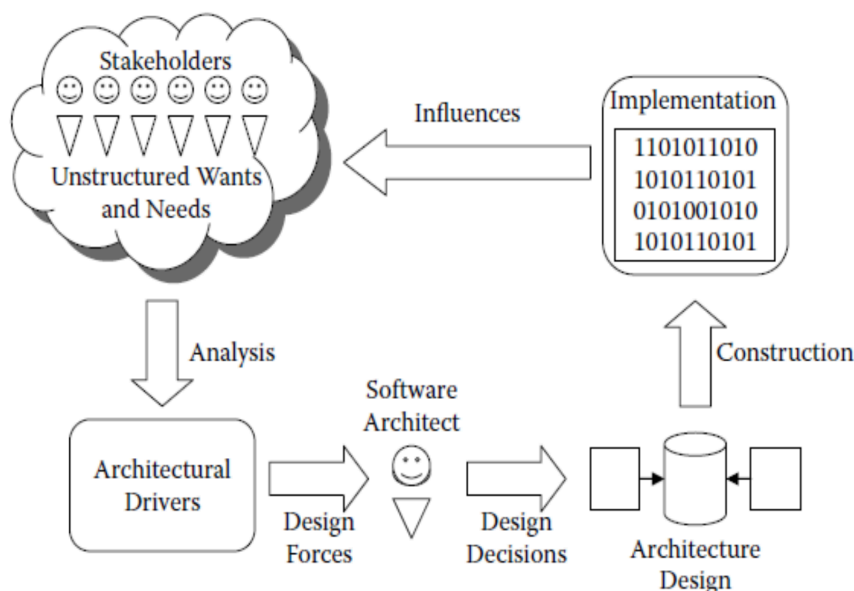 Stakeholders
Unstructured Wants
and Needs
Influences
Implementation
1101011010
1010110101
0101001010
1010110101
Analysis
Construction
Architectural
Drivers
Design
Forces
Software
Architect
Design
Decisions
Architecture
Design